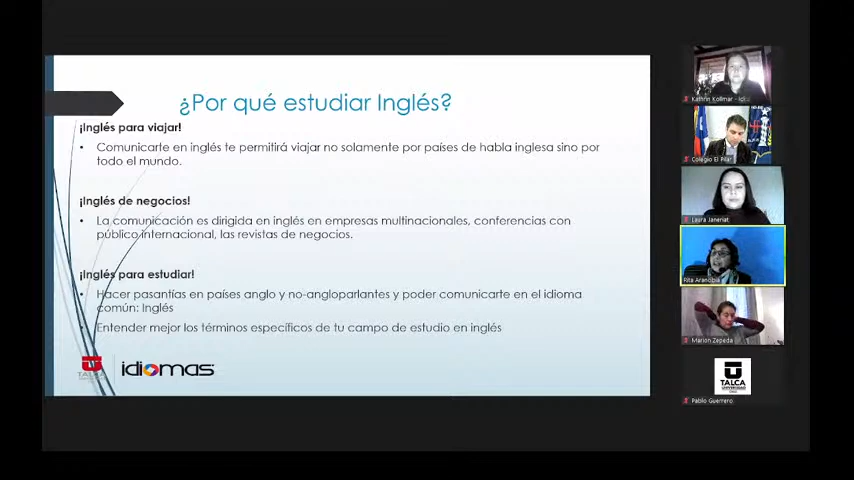 ¿Por qué estudiar Inglés?
¡Inglés para viajar!
• Comunicarte en inglés te permitirá viajar no solamente por países de habla inglesa sino por
todo el mundo.
¡Inglés de negocios!
• La comunicación es dirigida en inglés en empresas multinacionales, conferencias con
público internacional, las revistas de negocios.
¡Inglés para estudiar!
• Hacer pasantías en países anglo y no-angloparlantes y poder comunicarte en el idioma
común: Inglés
• Entender mejor los términos específicos de tu campo de estudio en inglés
TALCA
idiomas
Kathrin Kollmar - Idi
Colegio El Pilar
Laura Janeriat
Rita Arancibia
Marion Zepeda
TALCA
Pablo Guerrero